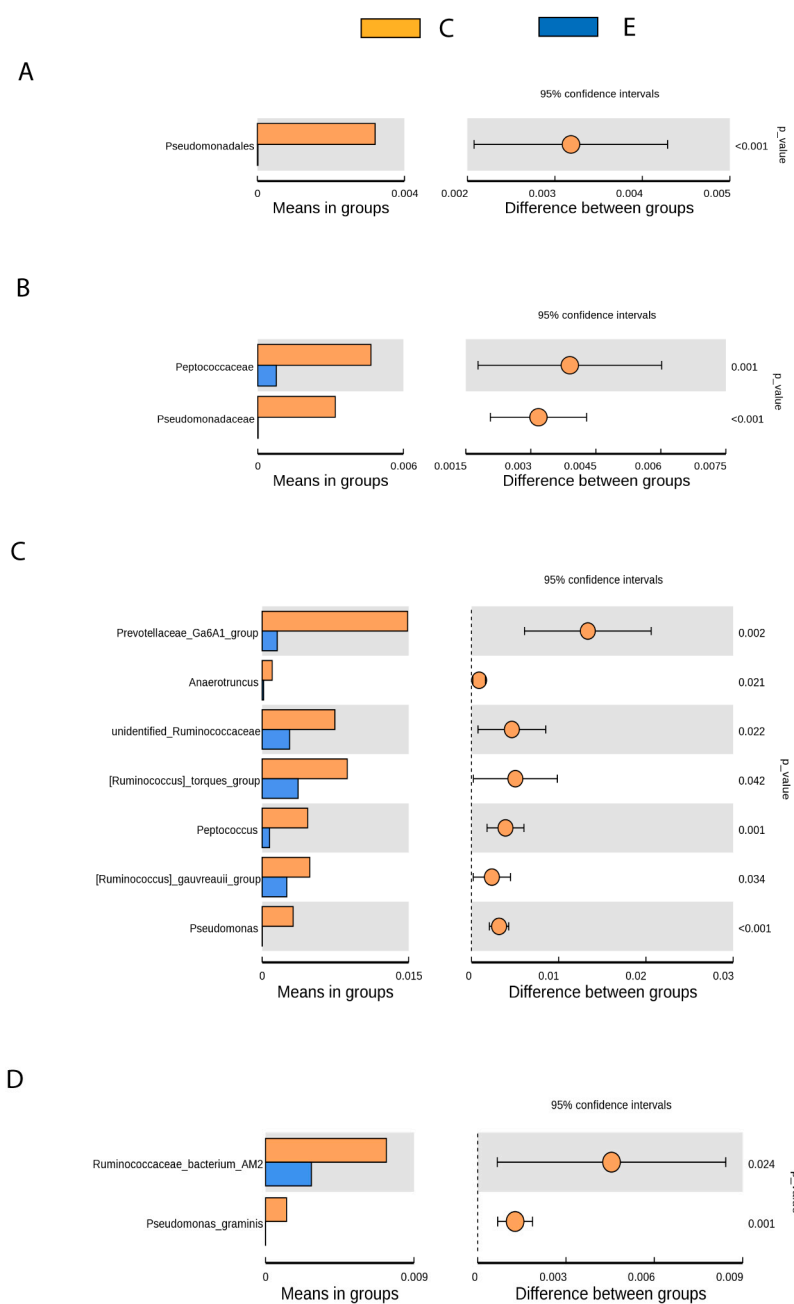 C E
A
95% confidence intervals
Pseudomonadales
<0.001
p_value
0 0.004 0.002 0.003 0.004 0.005
Means in groups Difference between groups
B
95% confidence intervals
Peptococcaceae
0.001
Pseudomonadaceae
<0.001
p_value
0 0.006 0.0015 0.003 0.0045 0.006 0.0075
Means in groups Difference between groups
C
95% confidence intervals
Prevotellaceae_Ga6A1_group
0.002
Anaerotruncus
0.021
unidentified_Ruminococcaceae
0.022
[Ruminococcus]_torques_group
0.042
p_value
Peptococcus
0.001
[Ruminococcus]_gauvreauii_group
0.034
Pseudomonas
<0.001
0 0.015 0 0.01 0.02 0.03
Means in groups Difference between groups
D
95% confidence intervals
Ruminococcaceae_bacterium_AM2
0.024
Pseudomonas_graminis
0.001
p_value
0 0.009 0 0.003 0.006 0.009
Means in groups Difference between groups